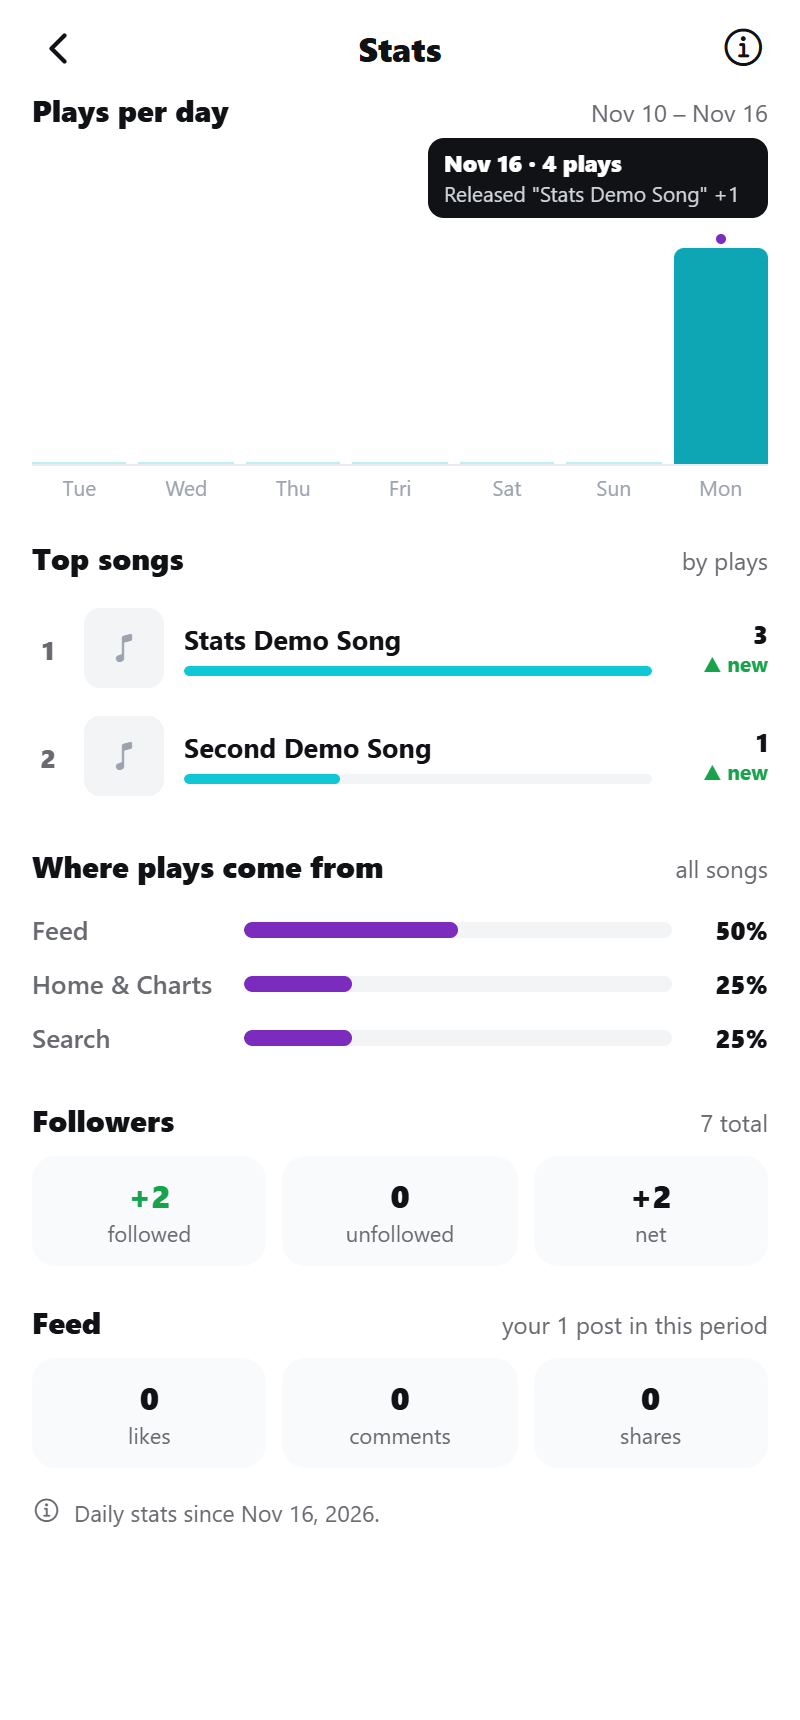 Stats
Plays per day
Nov 10 – Nov 16
Nov 16 • 4 plays
Released "Stats Demo Song" +1
Tue Wed Thu Fri Sat Sun Mon
Top songs
by plays
1
Stats Demo Song
3
▲ new
2
Second Demo Song
1
▲ new
Where plays come from
all songs
Feed
50%
Home & Charts
25%
Search
25%
Followers
7 total
+2
followed
0
unfollowed
+2
net
Feed
your 1 post in this period
0
likes
0
comments
0
shares
Daily stats since Nov 16, 2026.